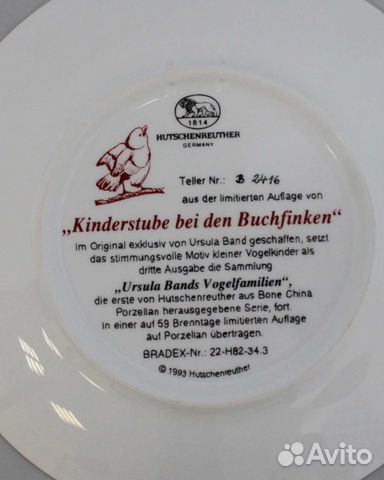 1814
HUTSCHENREUTHER
GERMANY
Teller Nr.: B 2416
aus der limitierten Auflage von
„Kinderstube bei den Buchfinken“
Im Original exklusiv von Ursula Band geschaffen, setzt
das stimmungsvolle Motiv kleiner Vogelkinder als
dritte Ausgabe die Sammlung
„Ursula Bands Vogelfamilien“,
die erste von Hutschenreuther aus Bone China
Porzellan herausgegebene Serie, fort.
In einer auf 59 Brenntage limitierten Auflage
auf Porzellan übertragen.
BRADEX-Nr.: 22-H82-34.3
© 1993 Hutschenreuther
Avito